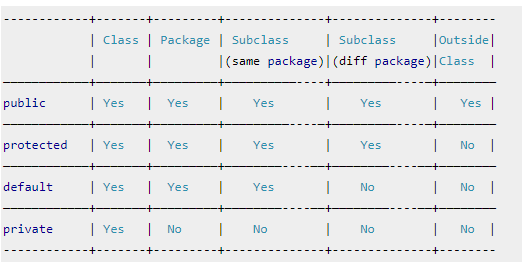 ------------+-------+---------+---------------+-----------------+--------
            | Class | Package | Subclass      | Subclass        |Outside|
            |       |         |(same package)|(diff package)|Class  |
————————————+———————+—————————+——————————----—+—————————----——+————————
public      | Yes   | Yes     | Yes           | Yes             | Yes |
————————————+———————+—————————+——————————----—+—————————----——+————————
protected   | Yes   | Yes     | Yes           | Yes             | No  |
————————————+———————+—————————+——————————----—+—————————----——+————————
default     | Yes   | Yes     | Yes           | No              | No  |
————————————+———————+—————————+——————————----—+—————————----——+————————
private     | Yes   | No      | No            | No              | No  |
------------+-------+---------+---------------+-----------------+--------